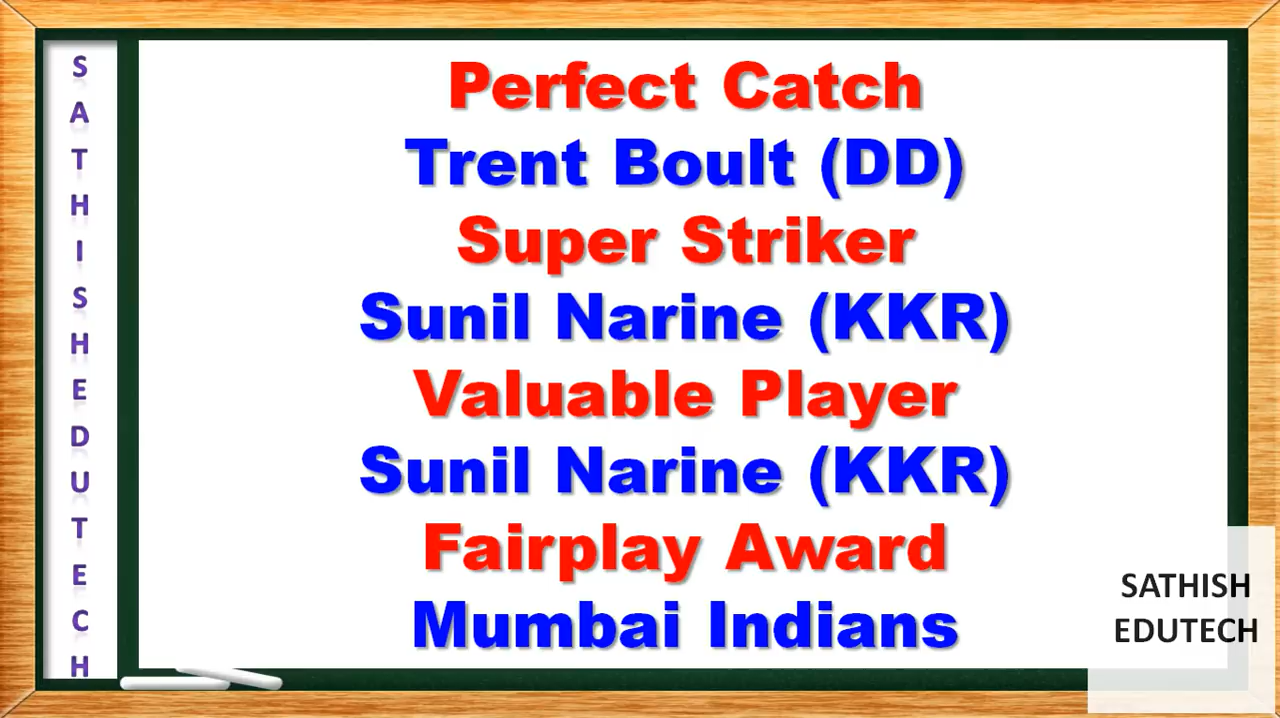 SATHISHEDUTECH
Perfect Catch
Trent Boult (DD)
Super Striker
Sunil Narine (KKR)
Valuable Player
Sunil Narine (KKR)
Fairplay Award
Mumbai Indians
SATHISH
EDUTECH